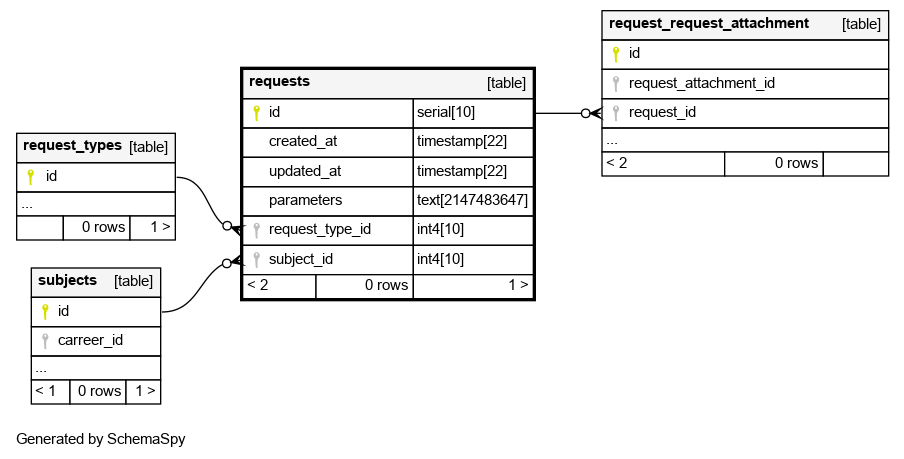 request_request_attachment [table]
id
request_attachment_id
request_id
...
< 2 0 rows
requests [table]
id serial[10]
created_at timestamp[22]
updated_at timestamp[22]
parameters text[2147483647]
request_type_id int4[10]
subject_id int4[10]
< 2 0 rows 1 >
request_types [table]
id
...
0 rows 1 >
subjects [table]
id
carreer_id
...
< 1 0 rows 1 >
Generated by SchemaSpy